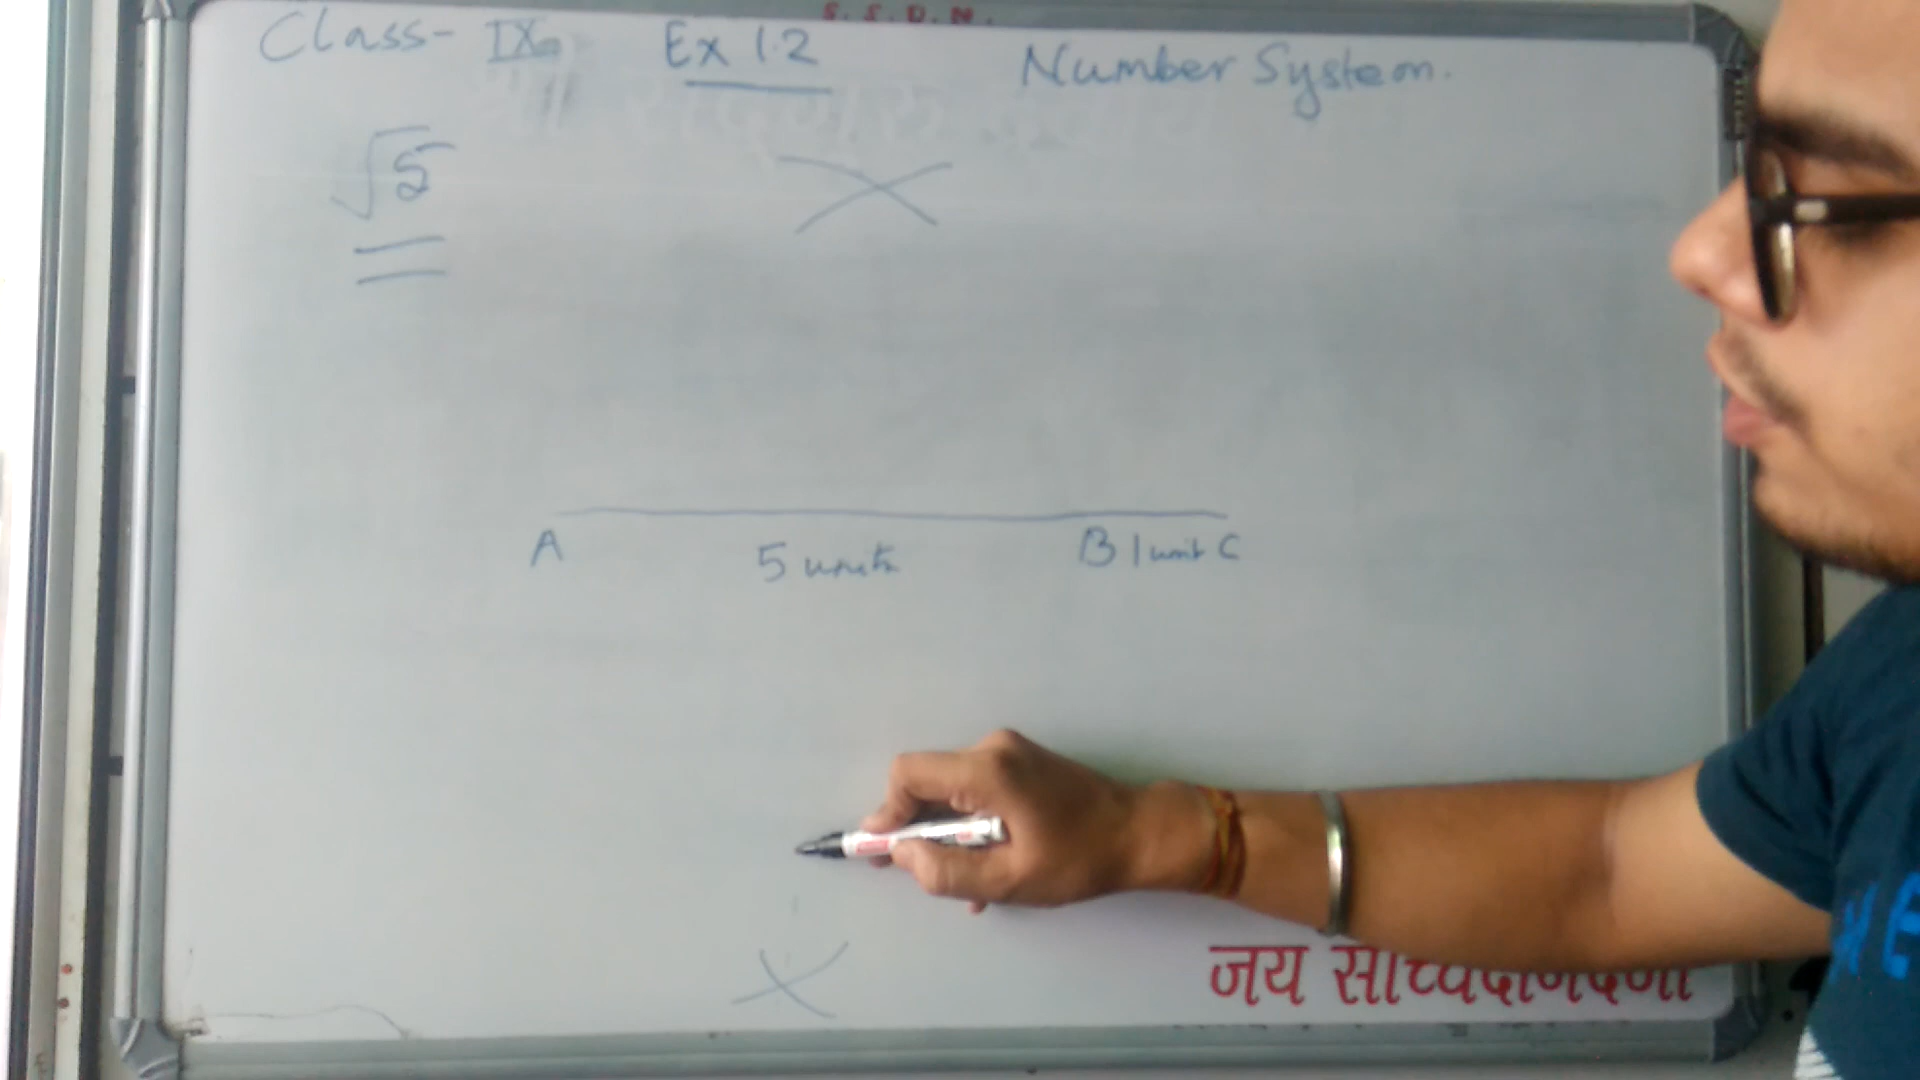 S.S.D.N.
Class- IX Ex 1.2 Number System.
√5
A 5 units B 1 unit C
जय